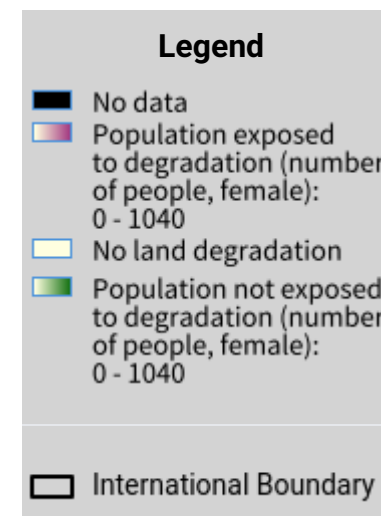 Legend
No data
Population exposed
to degradation (number
of people, female):
0 - 1040
No land degradation
Population not exposed
to degradation (number
of people, female):
0 - 1040
International Boundary